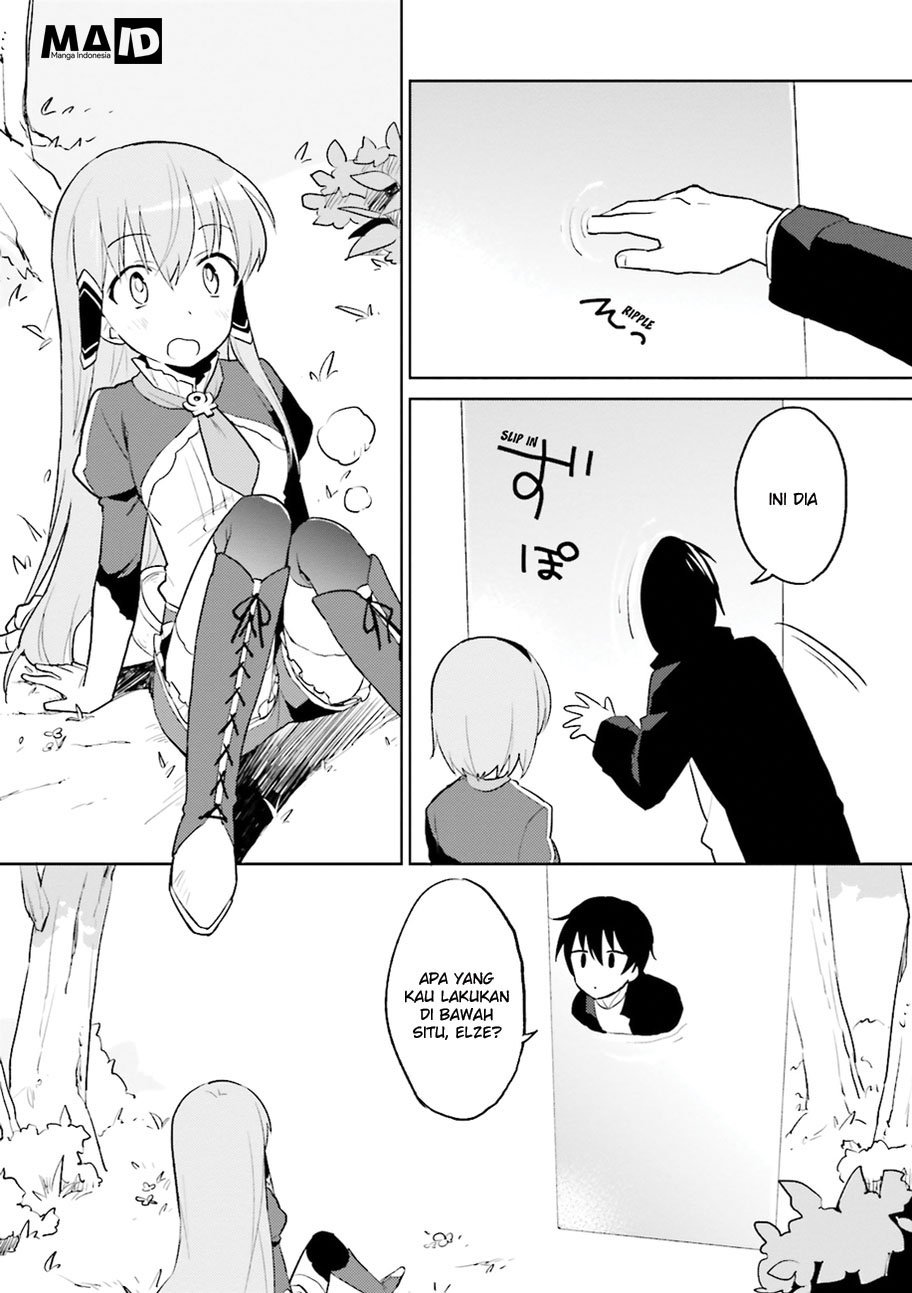 MAID
Manga Indonesia
RIPPLE
SLIP IN
ずぽ
INI DIA
APA YANG
KAU LAKUKAN
DI BAWAH
SITU, ELZE?